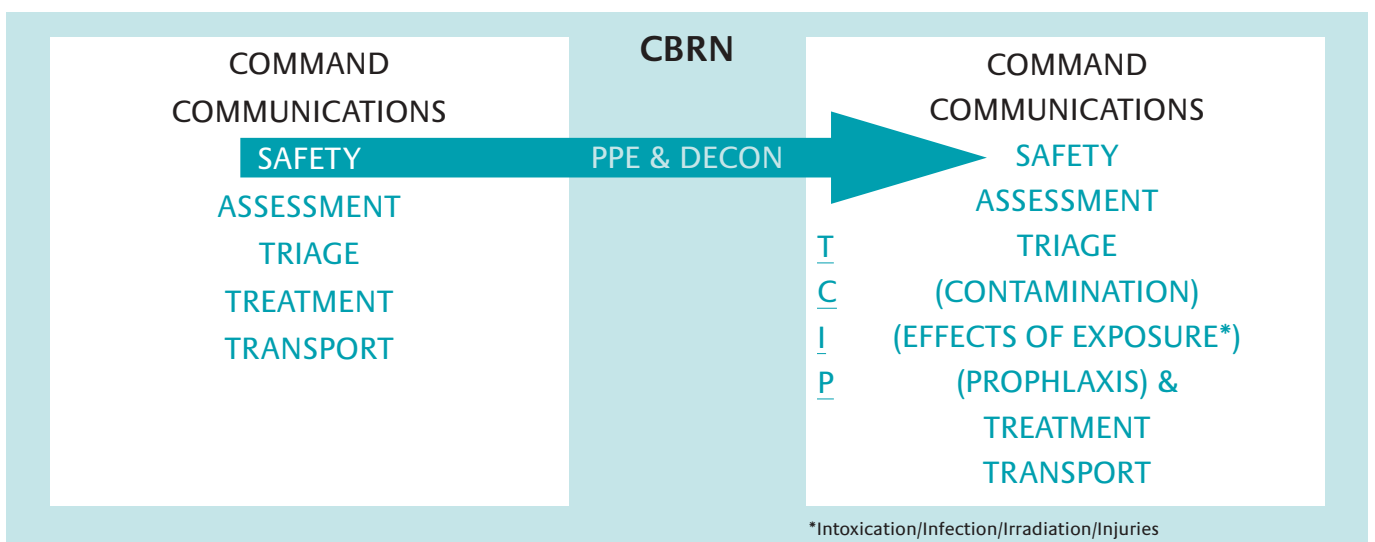 CBRN
COMMAND
COMMUNICATIONS
SAFETY
ASSESSMENT
TRIAGE
TREATMENT
TRANSPORT
PPE & DECON
COMMAND
COMMUNICATIONS
SAFETY
ASSESSMENT
T TRIAGE
C (CONTAMINATION)
I (EFFECTS OF EXPOSURE*)
P (PROPHLAXIS) &
TREATMENT
TRANSPORT
*Intoxication/Infection/Irradiation/Injuries